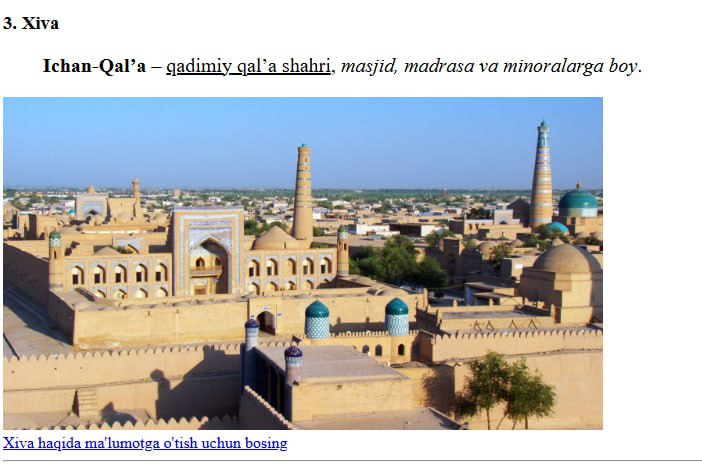 3. Xiva
Ichan-Qal’a – qadimiy qal’a shahri, masjid, madrasa va minoralarga boy.
Xiva haqida ma'lumotga o'tish uchun bosing